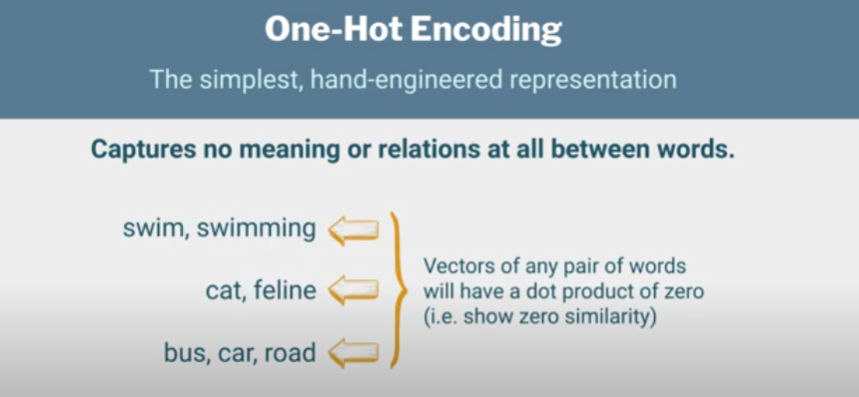 One-Hot Encoding
The simplest, hand-engineered representation
Captures no meaning or relations at all between words.
swim, swimming
cat, feline
bus, car, road
Vectors of any pair of words
will have a dot product of zero
(i.e. show zero similarity)